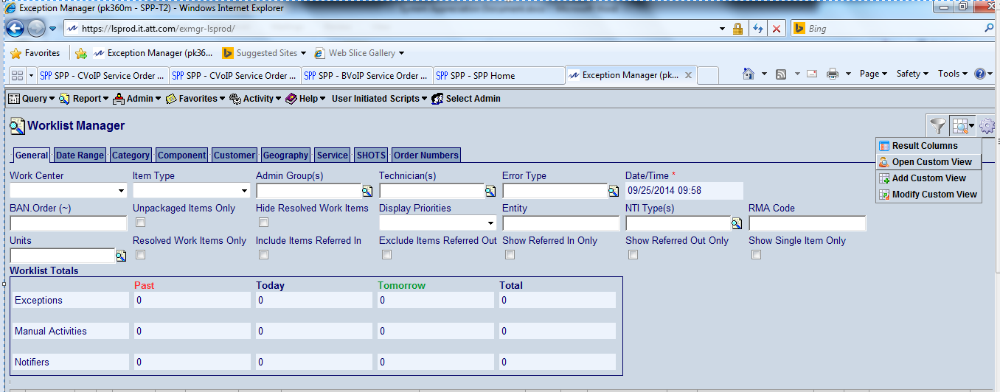 Exception Manager (pk360m - SPP-T2) - Windows Internet Explorer
https://lsprod.it.att.com/exmgr-lsprod/ Bing
Favorites Exception Manager (pk36... Suggested Sites Web Slice Gallery
SPP SPP - CVoIP Service Order ... SPP SPP - CVoIP Service Order ... SPP SPP - BVoIP Service Order ... SPP SPP - SPP Home Exception Manager (pk... X Page Safety Tools
Query Report Admin Favorites Activity Help User Initiated Scripts Select Admin
Worklist Manager
Result Columns
Open Custom View
Add Custom View
Modify Custom View
General Date Range Category Component Customer Geography Service SHOTS Order Numbers
Work Center Item Type Admin Group(s) Technician(s) Error Type Date/Time *
09/25/2014 09:58
BAN.Order (~) Unpackaged Items Only Hide Resolved Work Items Display Priorities Entity NTI Type(s) RMA Code
Units Resolved Work Items Only Include Items Referred In Exclude Items Referred Out Show Referred In Only Show Referred Out Only Show Single Item Only
Worklist Totals
Past Today Tomorrow Total
Exceptions 0 0 0 0
Manual Activities 0 0 0 0
Notifiers 0 0 0 0